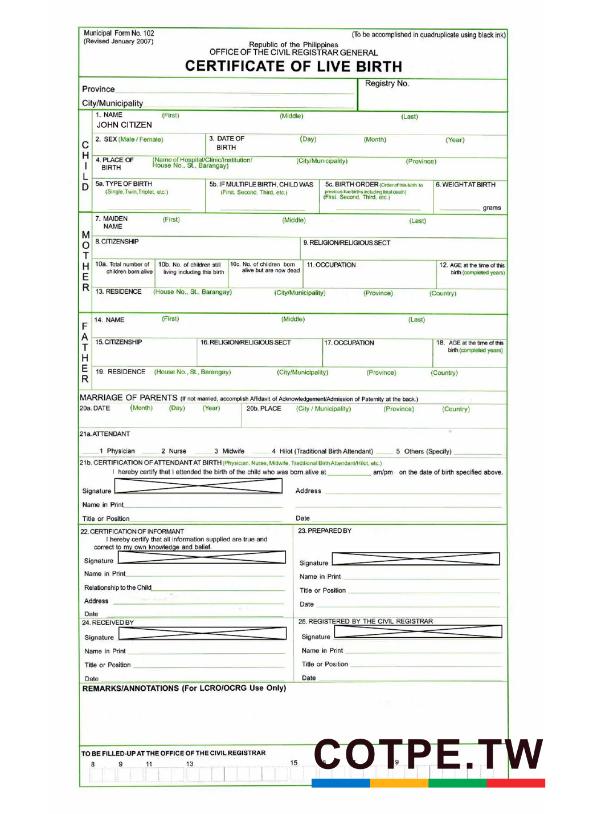 Municipal Form No. 102
(Revised January 2007)
(To be accomplished in quadruplicate using black ink)
Republic of the Philippines
OFFICE OF THE CIVIL REGISTRAR GENERAL
CERTIFICATE OF LIVE BIRTH
Province
Registry No.
City/Municipality
CHILD
1. NAME (First) (Middle) (Last)
JOHN CITIZEN
2. SEX (Male / Female) 3. DATE OF BIRTH (Day) (Month) (Year)
4. PLACE OF BIRTH (Name of Hospital/Clinic/Institution/ House No., St., Barangay) (City/Municipality) (Province)
5a. TYPE OF BIRTH (Single, Twin, Triplet, etc.) 5b. IF MULTIPLE BIRTH, CHILD WAS (First, Second, Third, etc.) 5c. BIRTH ORDER (Order of this birth to previous live births including fetal death) (First, Second, Third, etc.) 6. WEIGHT AT BIRTH grams
MOTHER
7. MAIDEN NAME (First) (Middle) (Last)
8. CITIZENSHIP 9. RELIGION/RELIGIOUS SECT
10a. Total number of children born alive 10b. No. of children still living including this birth 10c. No. of children born alive but are now dead 11. OCCUPATION 12. AGE at the time of this birth (completed years)
13. RESIDENCE (House No., St., Barangay) (City/Municipality) (Province) (Country)
FATHER
14. NAME (First) (Middle) (Last)
15. CITIZENSHIP 16. RELIGION/RELIGIOUS SECT 17. OCCUPATION 18. AGE at the time of this birth (completed years)
19. RESIDENCE (House No., St., Barangay) (City/Municipality) (Province) (Country)
MARRIAGE OF PARENTS (If not married, accomplish Affidavit of Acknowledgement/Admission of Paternity at the back.)
20a. DATE (Month) (Day) (Year) 20b. PLACE (City / Municipality) (Province) (Country)
21a. ATTENDANT
1 Physician 2 Nurse 3 Midwife 4 Hilot (Traditional Birth Attendant) 5 Others (Specify)
21b. CERTIFICATION OF ATTENDANT AT BIRTH (Physician, Nurse, Midwife, Traditional Birth Attendant/Hilot, etc.)
I hereby certify that I attended the birth of the child who was born alive at am/pm on the date of birth specified above.
Signature Address
Name in Print
Title or Position Date
22. CERTIFICATION OF INFORMANT
I hereby certify that all information supplied are true and
correct to my own knowledge and belief.
Signature
Name in Print
Relationship to the Child
Address
Date
23. PREPARED BY
Signature
Name in Print
Title or Position
Date
24. RECEIVED BY
Signature
Name in Print
Title or Position
Date
25. REGISTERED BY THE CIVIL REGISTRAR
Signature
Name in Print
Title or Position
Date
REMARKS/ANNOTATIONS (For LCRO/OCRG Use Only)
TO BE FILLED-UP AT THE OFFICE OF THE CIVIL REGISTRAR
8 9 11 13 15 9
COTPE.TW